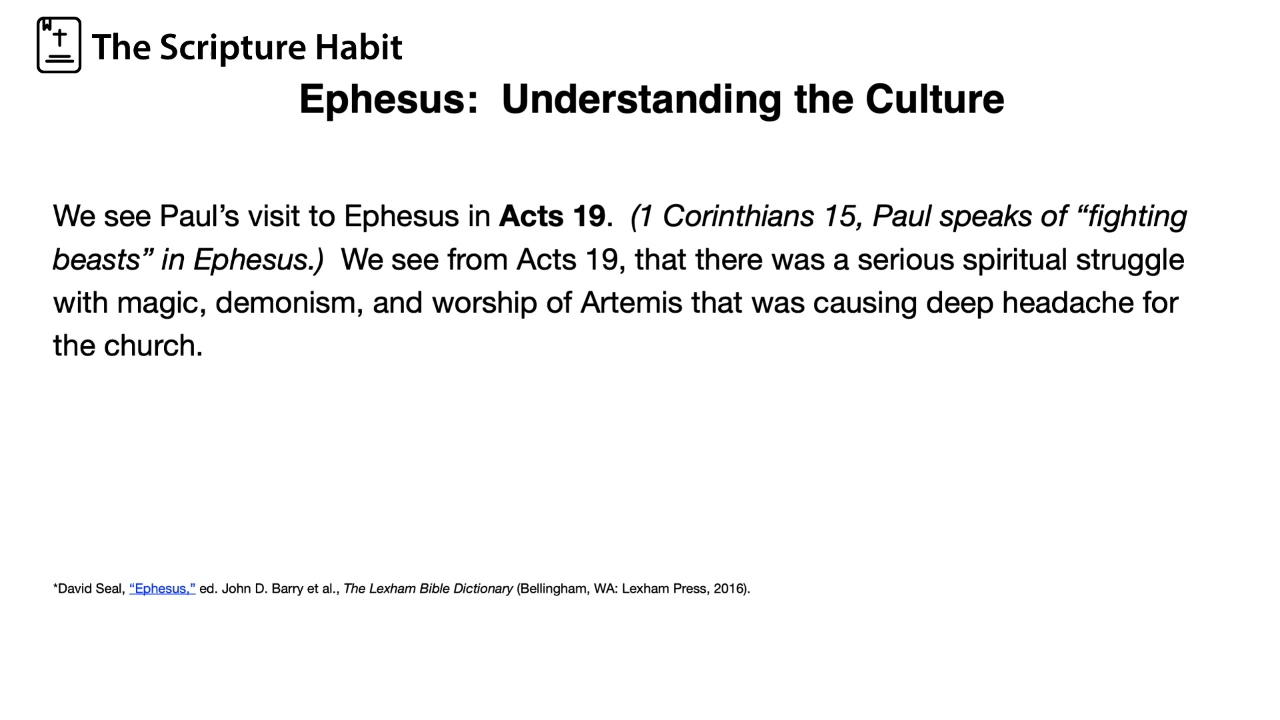 The Scripture Habit
Ephesus:  Understanding the Culture
We see Paul’s visit to Ephesus in Acts 19.  (1 Corinthians 15, Paul speaks of “fighting
beasts” in Ephesus.)  We see from Acts 19, that there was a serious spiritual struggle
with magic, demonism, and worship of Artemis that was causing deep headache for
the church.
*David Seal, “Ephesus,” ed. John D. Barry et al., The Lexham Bible Dictionary (Bellingham, WA: Lexham Press, 2016).